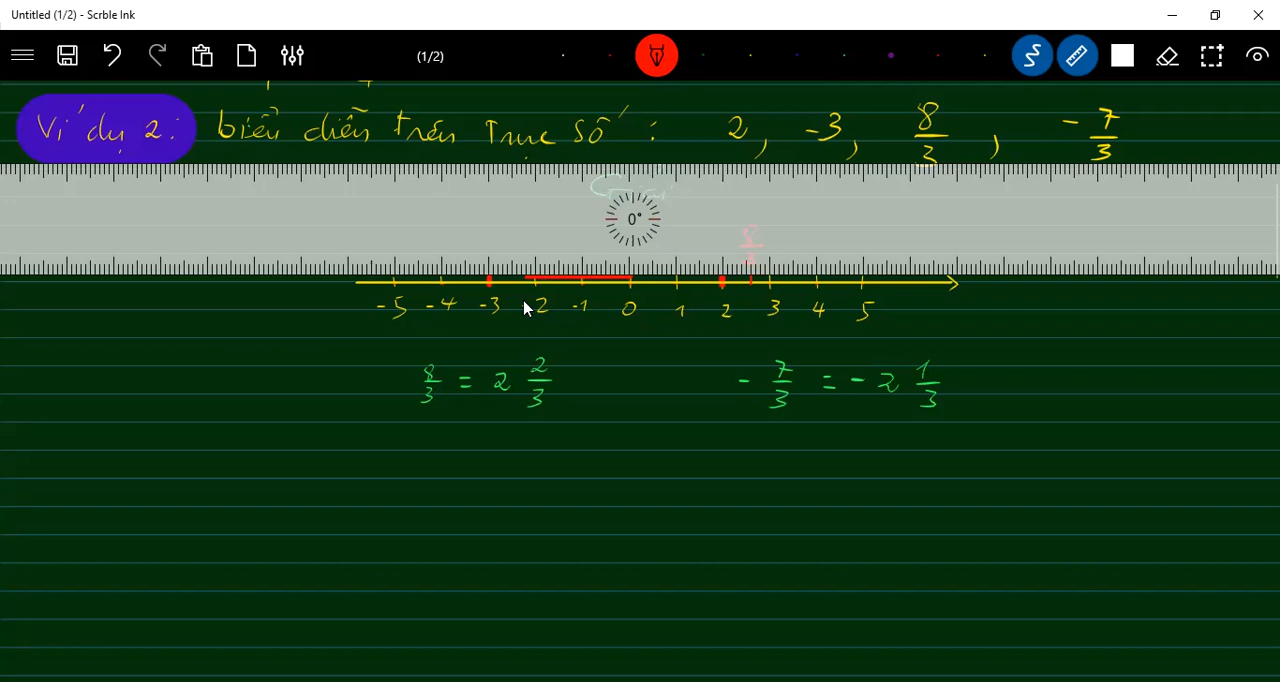 Untitled (1/2) - Scrble Ink
(1/2)
Ví dụ 2: biểu diễn trên trục số: 2, -3, 8/3, -7/3
0°
8
-5 -4 -3 -2 -1 0 1 2 3 4 5
8/3 = 2 2/3 -7/3 = -2 1/3